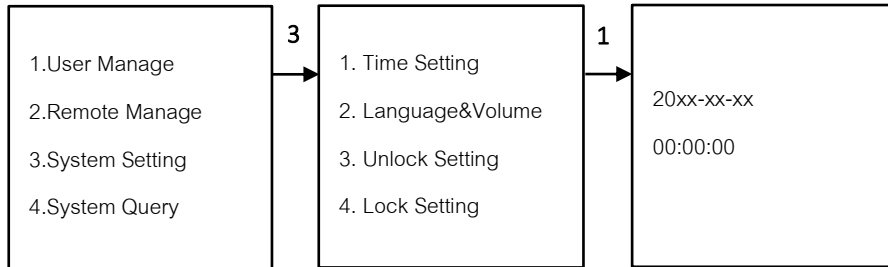 1.User Manage
2.Remote Manage
3.System Setting
4.System Query
3
1. Time Setting
2. Language&Volume
3. Unlock Setting
4. Lock Setting
1
20xx-xx-xx
00:00:00